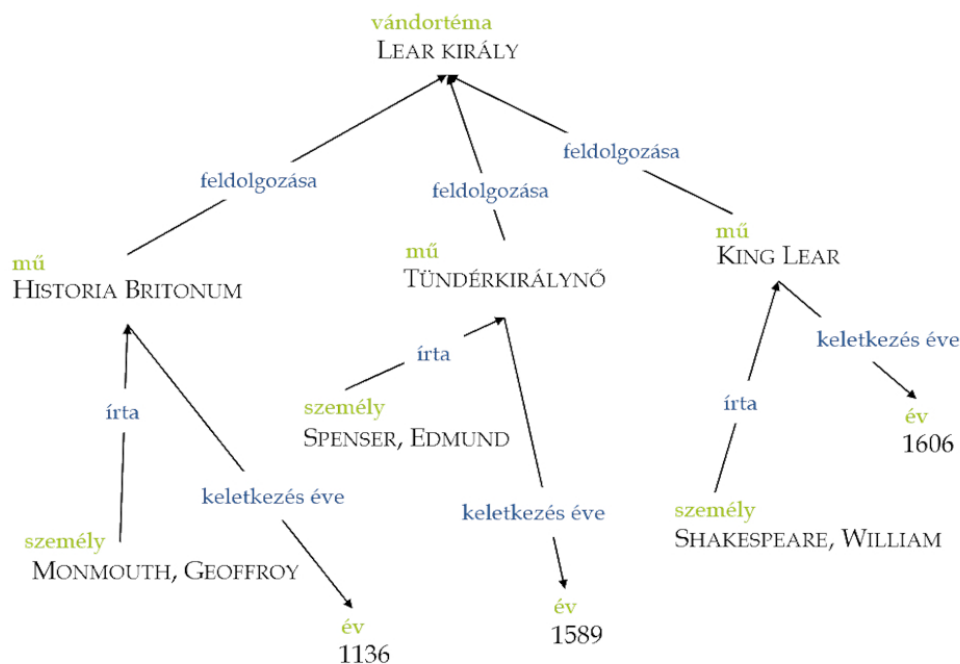 vándortéma
LEAR KIRÁLY
feldolgozása
feldolgozása
feldolgozása
mű
HISTORIA BRITONUM
mű
TÜNDÉRKIRÁLYNŐ
mű
KING LEAR
írta
írta
keletkezés éve
írta
személy
SPENSER, EDMUND
év
1606
keletkezés éve
keletkezés éve
személy
MONMOUTH, GEOFFROY
személy
SHAKESPEARE, WILLIAM
év
1136
év
1589